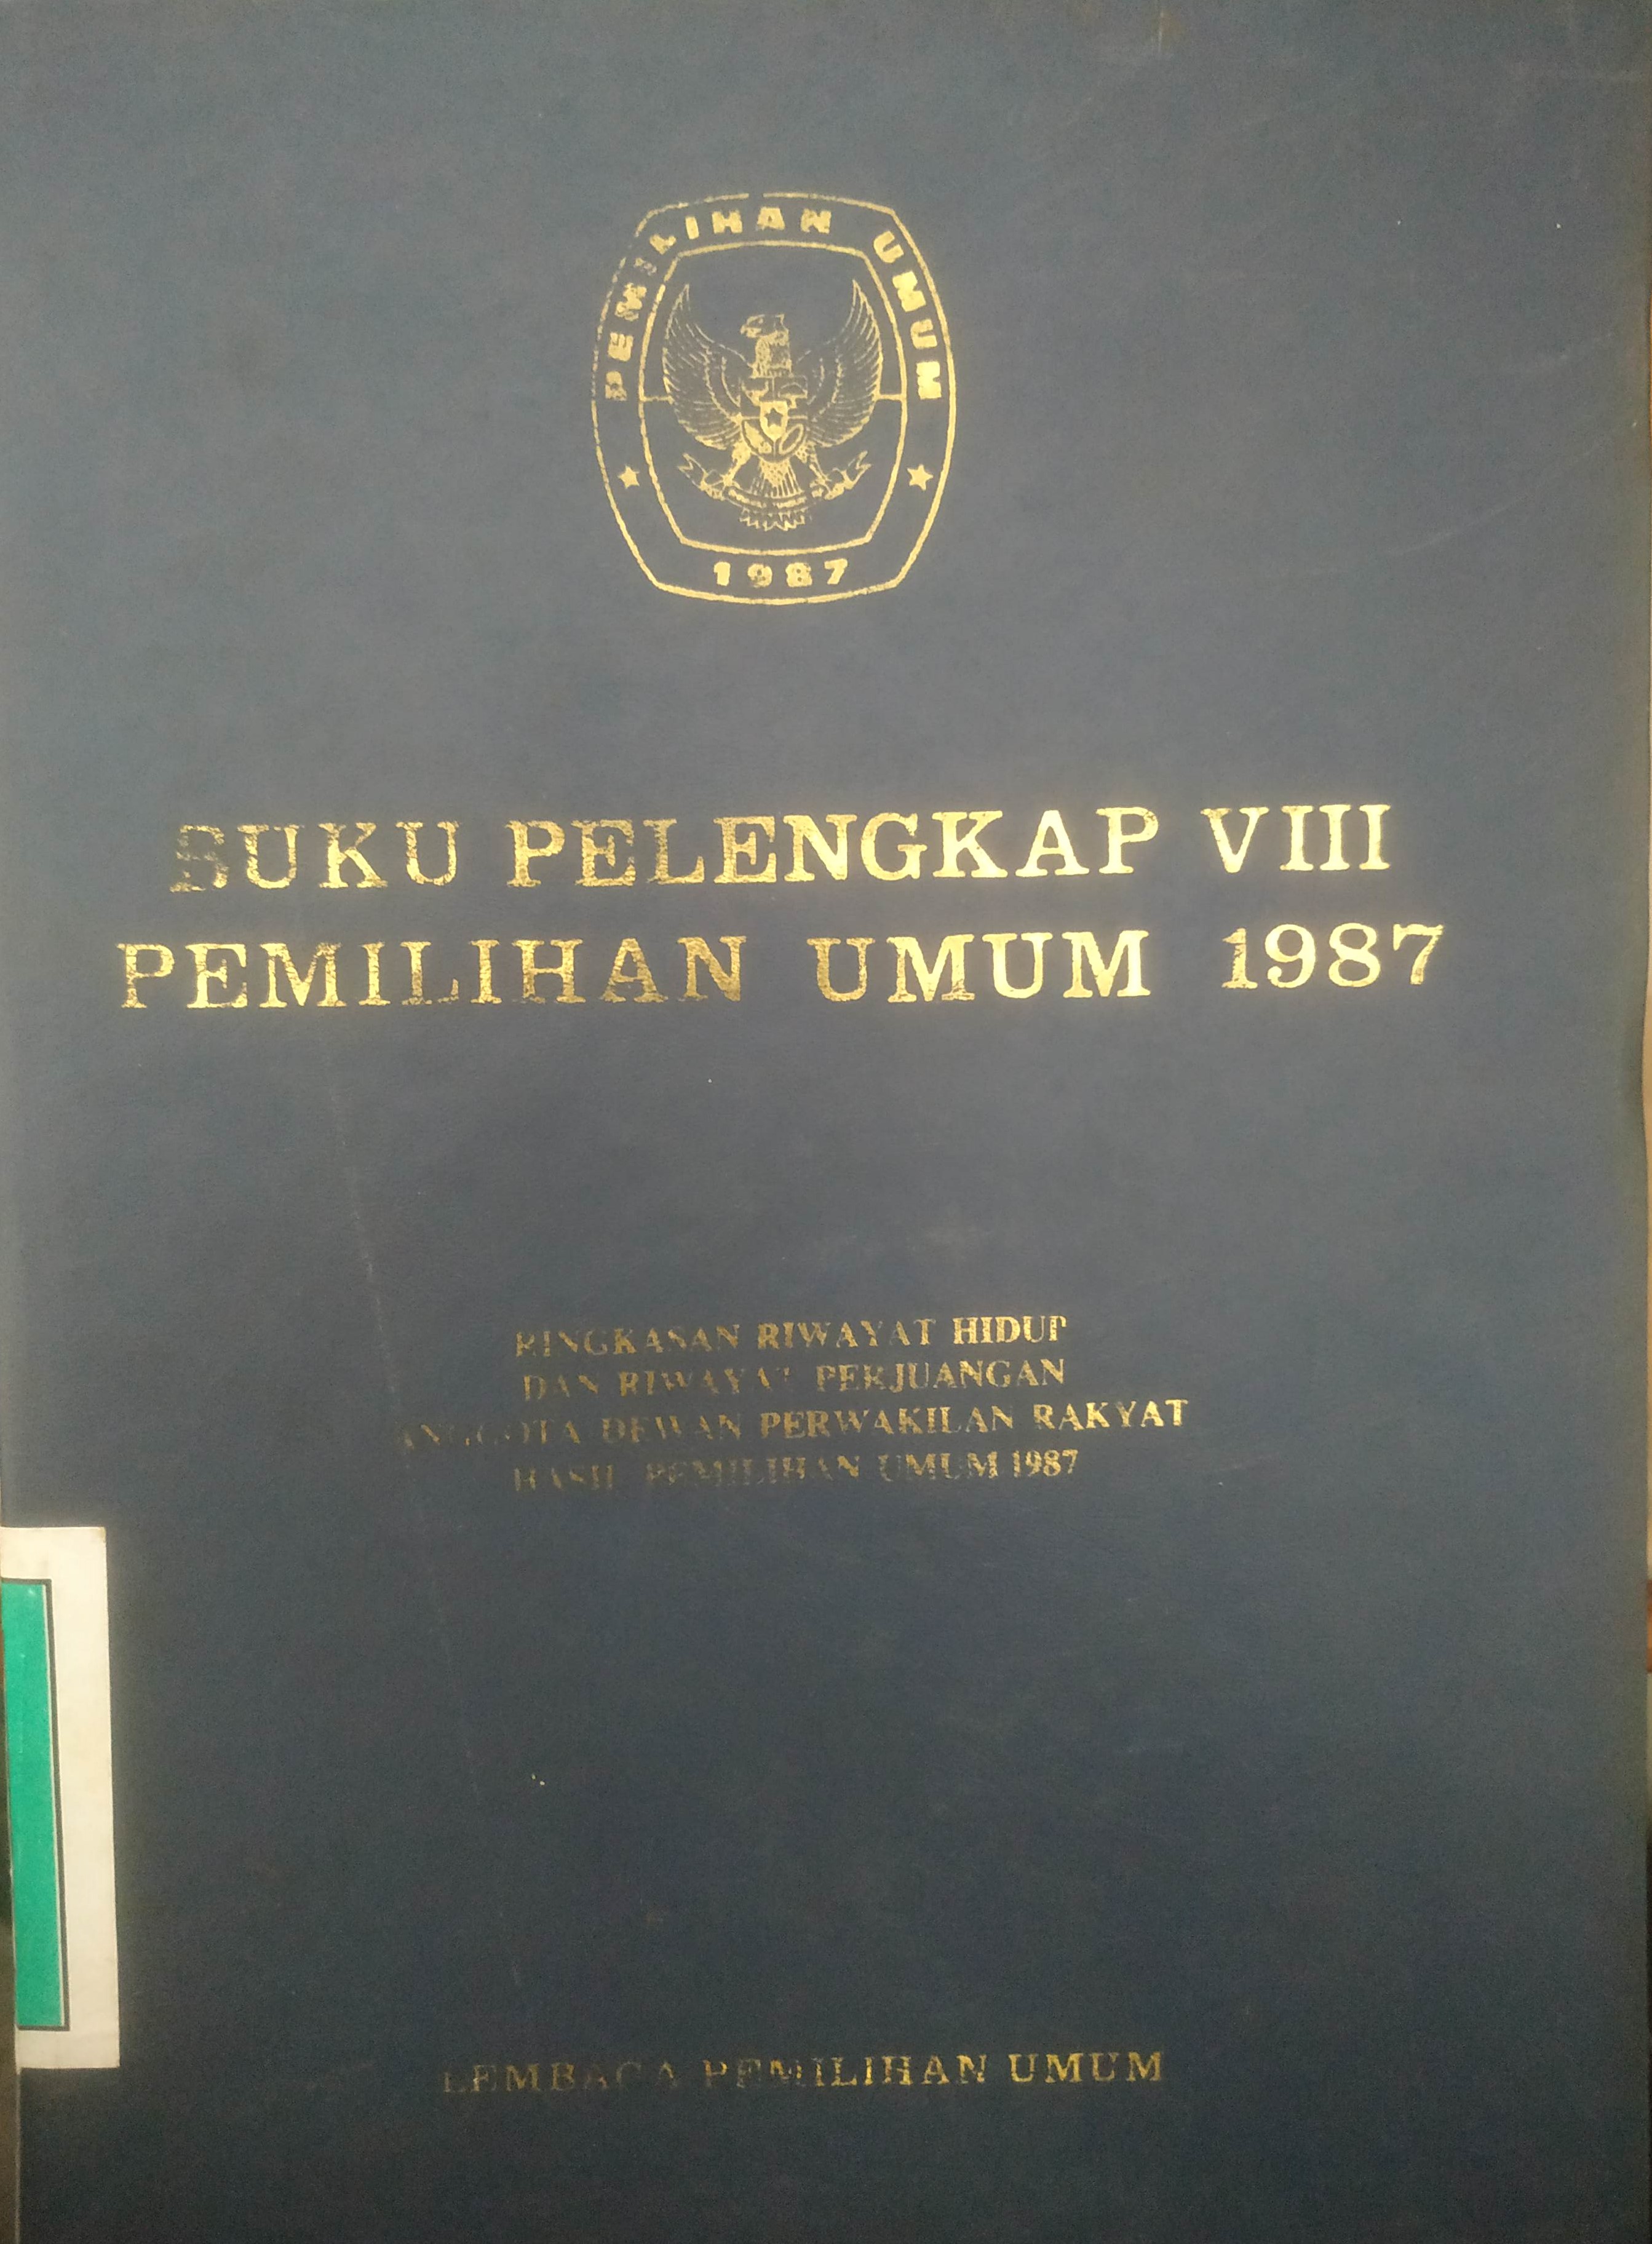 PEMILIHAN UMUM
1987
BUKU PELENGKAP VIII
PEMILIHAN UMUM 1987
RINGKASAN RIWAYAT HIDUP
DAN RIWAYAT PERJUANGAN
ANGGOTA DEWAN PERWAKILAN RAKYAT
HASIL PEMILIHAN UMUM 1987
LEMBAGA PEMILIHAN UMUM